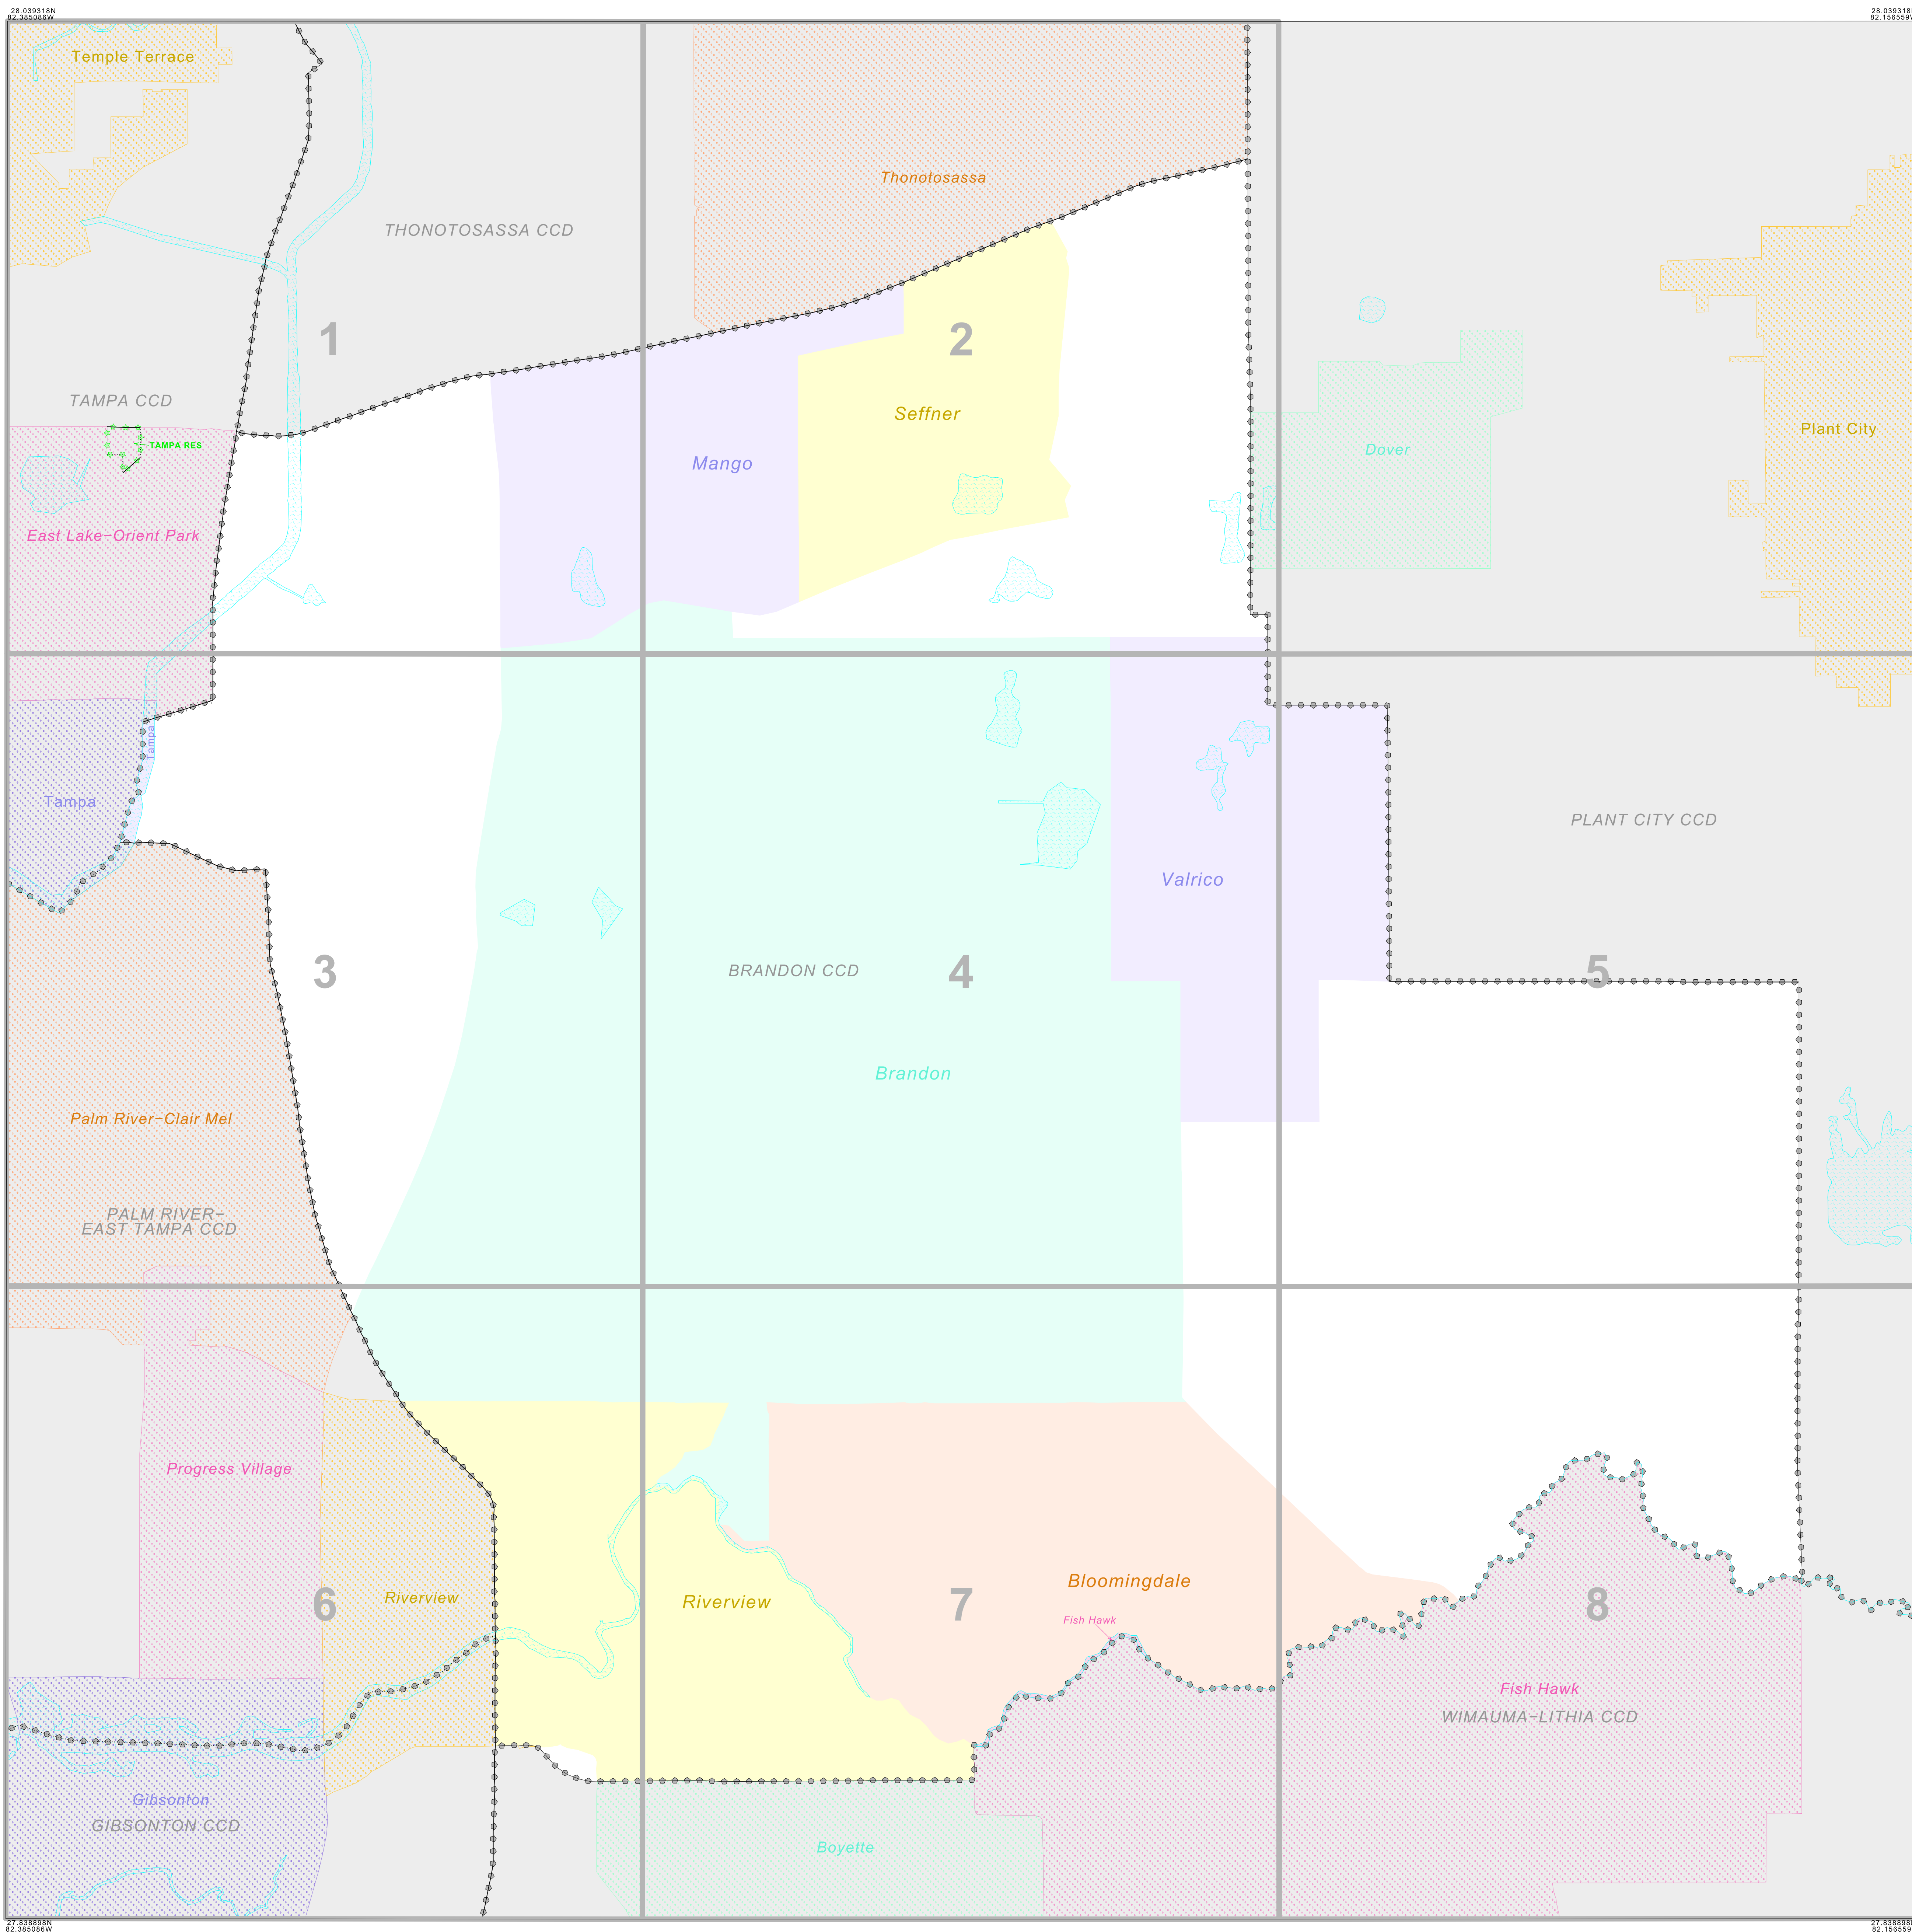 28.039318N
82.385086W
28.039318N
82.156559W
Temple Terrace
Thonotosassa
THONOTOSASSA CCD
1
2
TAMPA CCD
Seffner
Plant City
TAMPA RES
Dover
Mango
East Lake-Orient Park
Tampa
Tampa
PLANT CITY CCD
Valrico
3
BRANDON CCD
4
5
Brandon
Palm River-Clair Mel
PALM RIVER-
EAST TAMPA CCD
Progress Village
Bloomingdale
6
Riverview
Riverview
7
8
Fish Hawk
Fish Hawk
WIMAUMA-LITHIA CCD
Gibsonton
GIBSONTON CCD
Boyette
27.838898N
82.385086W
27.838898N
82.156559W